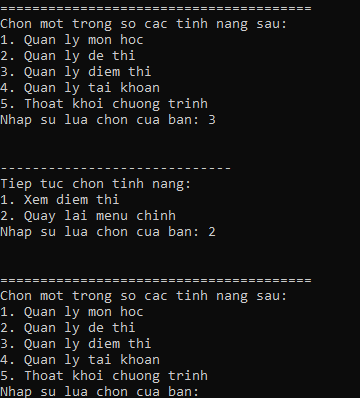 =======================================
Chon mot trong so cac tinh nang sau:
1. Quan ly mon hoc
2. Quan ly de thi
3. Quan ly diem thi
4. Quan ly tai khoan
5. Thoat khoi chuong trinh
Nhap su lua chon cua ban: 3
-----------------------------
Tiep tuc chon tinh nang:
1. Xem diem thi
2. Quay lai menu chinh
Nhap su lua chon cua ban: 2
=======================================
Chon mot trong so cac tinh nang sau:
1. Quan ly mon hoc
2. Quan ly de thi
3. Quan ly diem thi
4. Quan ly tai khoan
5. Thoat khoi chuong trinh
Nhap su lua chon cua ban: